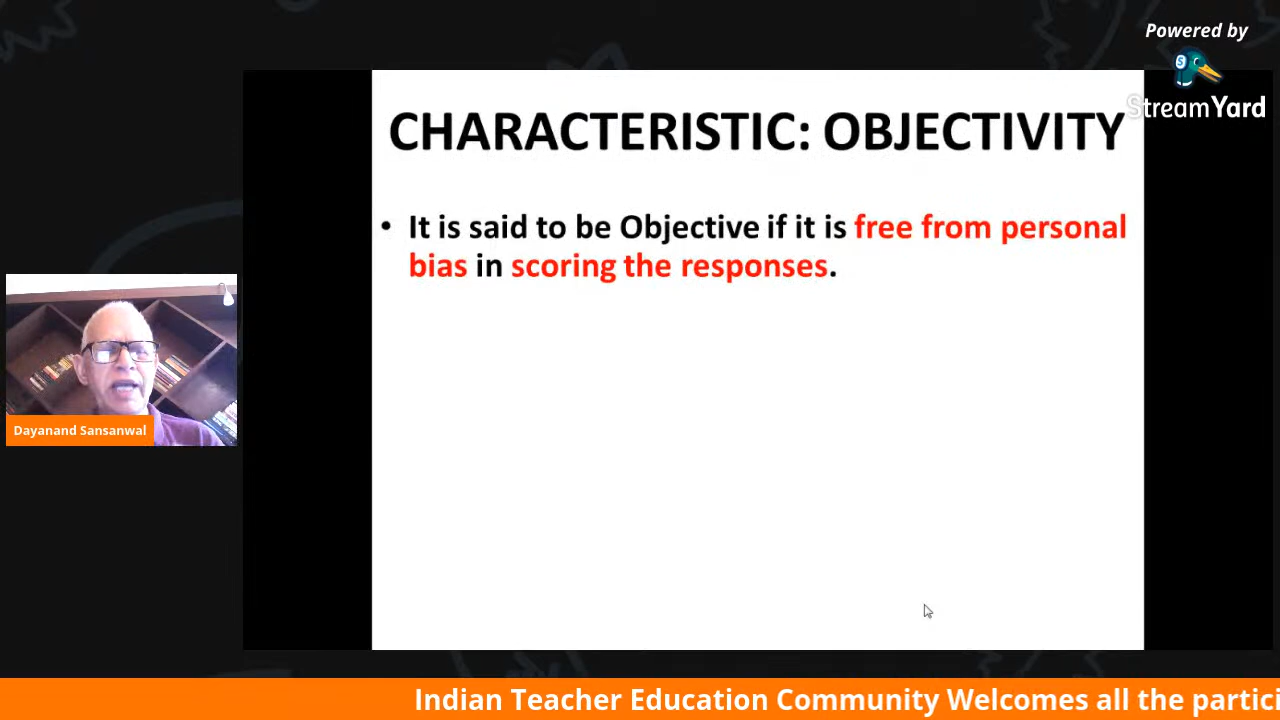 Powered by
StreamYard
CHARACTERISTIC: OBJECTIVITY
• It is said to be Objective if it is free from personal
bias in scoring the responses.
Dayanand Sansanwal
Indian Teacher Education Community Welcomes all the partici